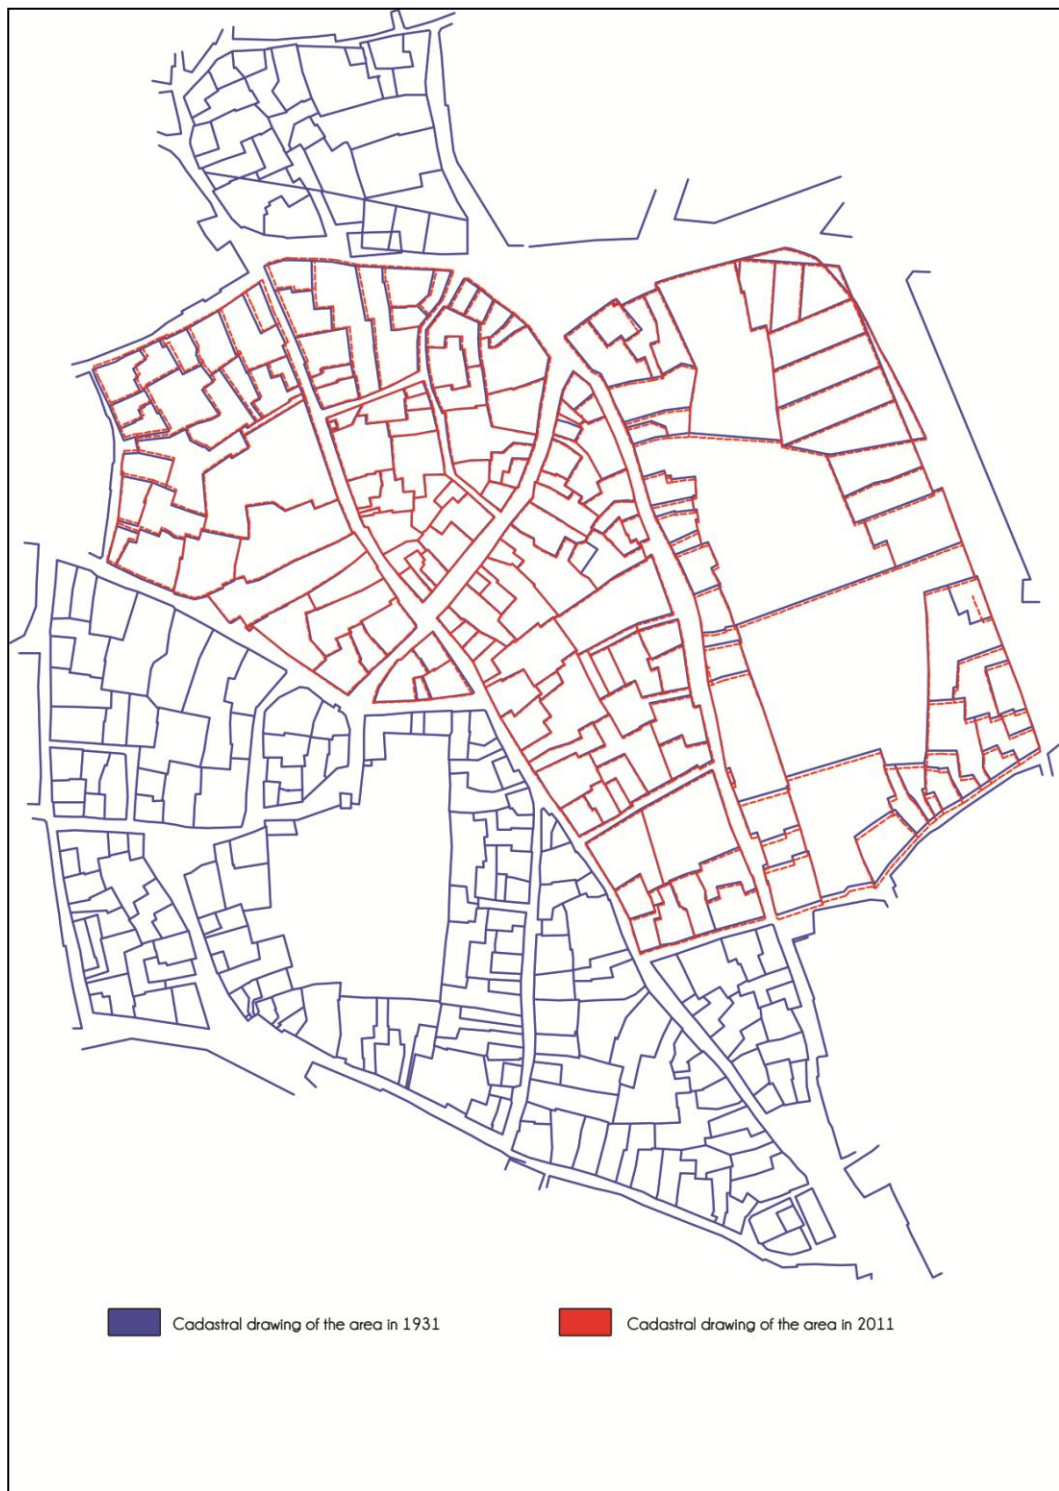 Cadastral drawing of the area in 1931
Cadastral drawing of the area in 2011